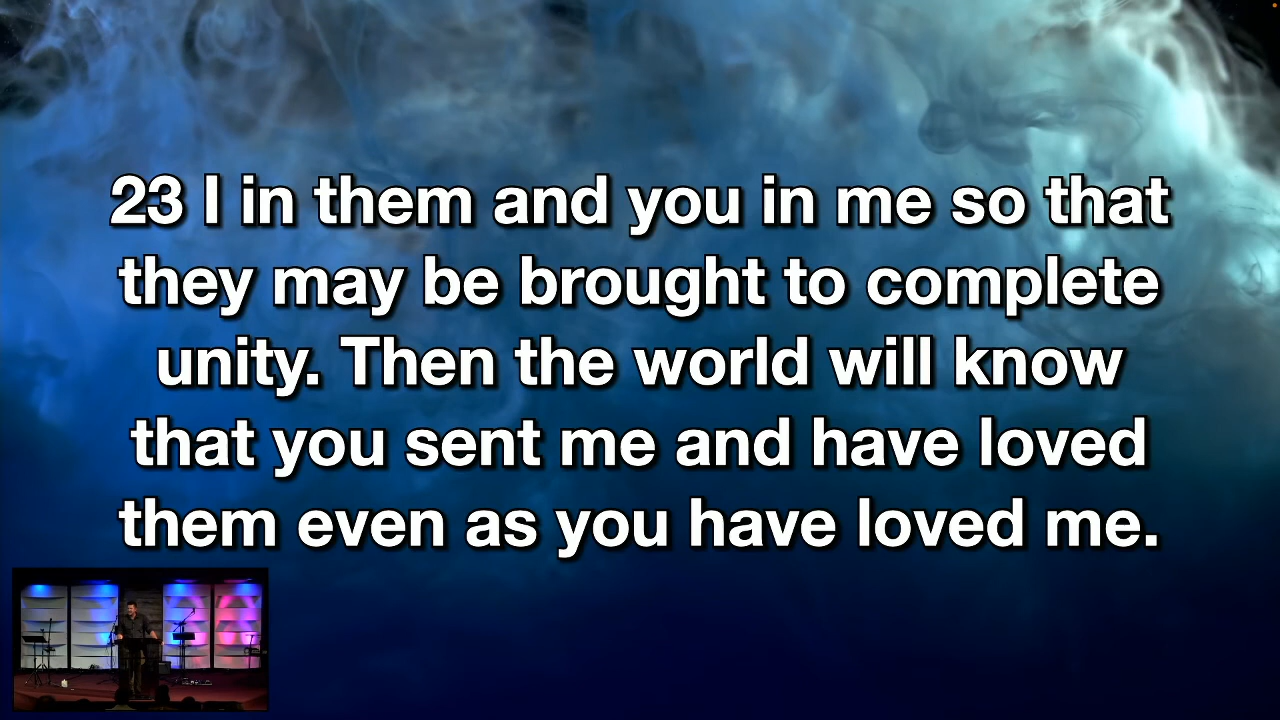 23 I in them and you in me so that
they may be brought to complete
unity. Then the world will know
that you sent me and have loved
them even as you have loved me.